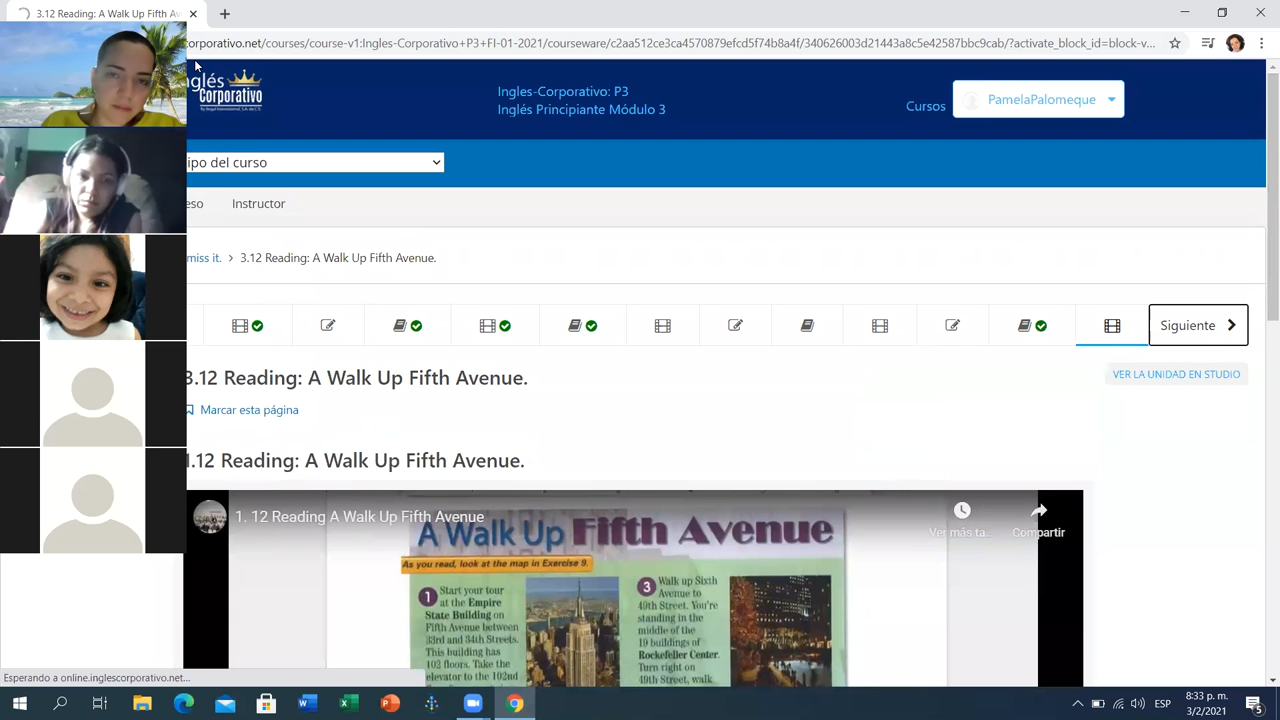 3.12 Reading: A Walk Up Fifth Av
orporativo.net/courses/course-v1:Ingles-Corporativo+P3+FI-01-2021/courseware/c2aa512ce3ca4570879efcd5f74b8a4f/340626003d21443a8c5e42587bbc9cab/?activate_block_id=block-v...
nglés
Corporativo
Ingles-Corporativo: P3
Inglés Principiante Módulo 3
Cursos
PamelaPalomeque
ipo del curso
eso
Instructor
miss it. > 3.12 Reading: A Walk Up Fifth Avenue.
Siguiente
3.12 Reading: A Walk Up Fifth Avenue.
VER LA UNIDAD EN STUDIO
Marcar esta página
1.12 Reading: A Walk Up Fifth Avenue.
1. 12 Reading A Walk Up Fifth Avenue
Ver más ta...
Compartir
A Walk Up Fifth Avenue
As you read, look at the map in Exercise 9.
1 Start your tour
at the Empire
State Building on
Fifth Avenue between
33rd and 34th Streets.
This building has
102 floors. Take the
elevator to the 102nd
3 Walk up Sixth
Avenue to
49th Street. You're
standing in the
middle of the
19 buildings of
Rockefeller Center.
Turn right on
49th Street, walk
Esperando a online.inglescorporativo.net...
ESP
8:33 p. m.
3/2/2021
5